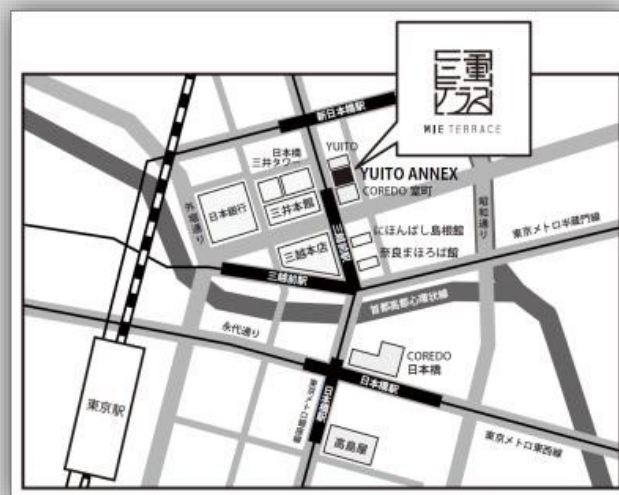 三重テラス
MIE TERRACE
新日本橋駅
YUITO
日本橋
三井タワー
YUITO ANNEX
COREDO 室町
外堀通り
日本銀行
三井本館
三越前駅
昭和通り
にほんばし島根館
奈良まほろば館
東京メトロ半蔵門線
三越本店
三越前駅
首都高都心環状線
永代通り
COREDO
日本橋
日本橋駅
東京駅
東京メトロ銀座線
日本橋駅
高島屋
東京メトロ東西線